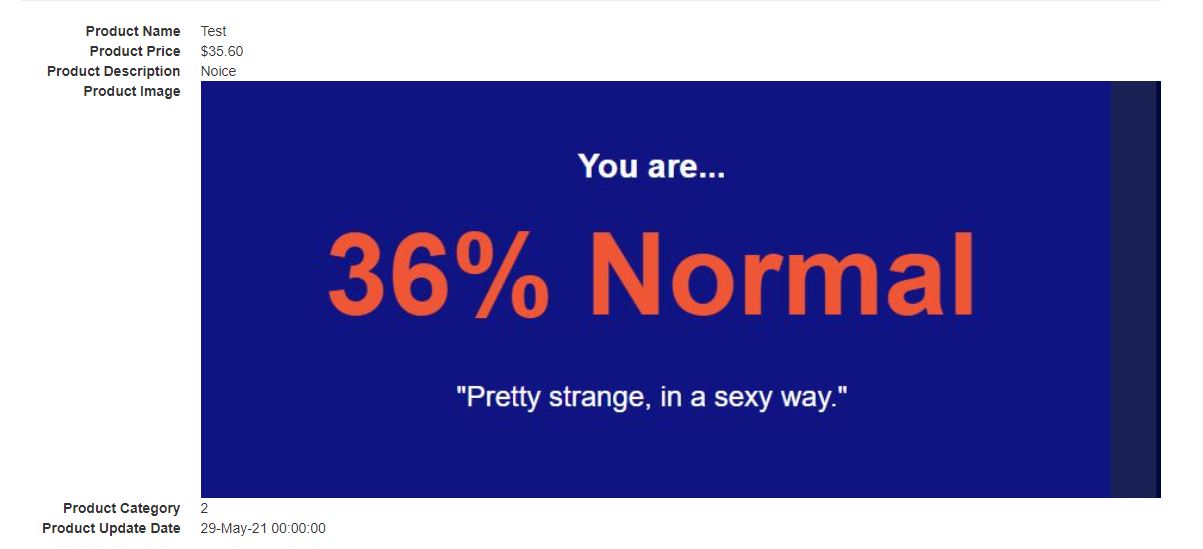 Product Name Test
Product Price $35.60
Product Description Noice
Product Image
You are...
36% Normal
"Pretty strange, in a sexy way."
Product Category 2
Product Update Date 29-May-21 00:00:00